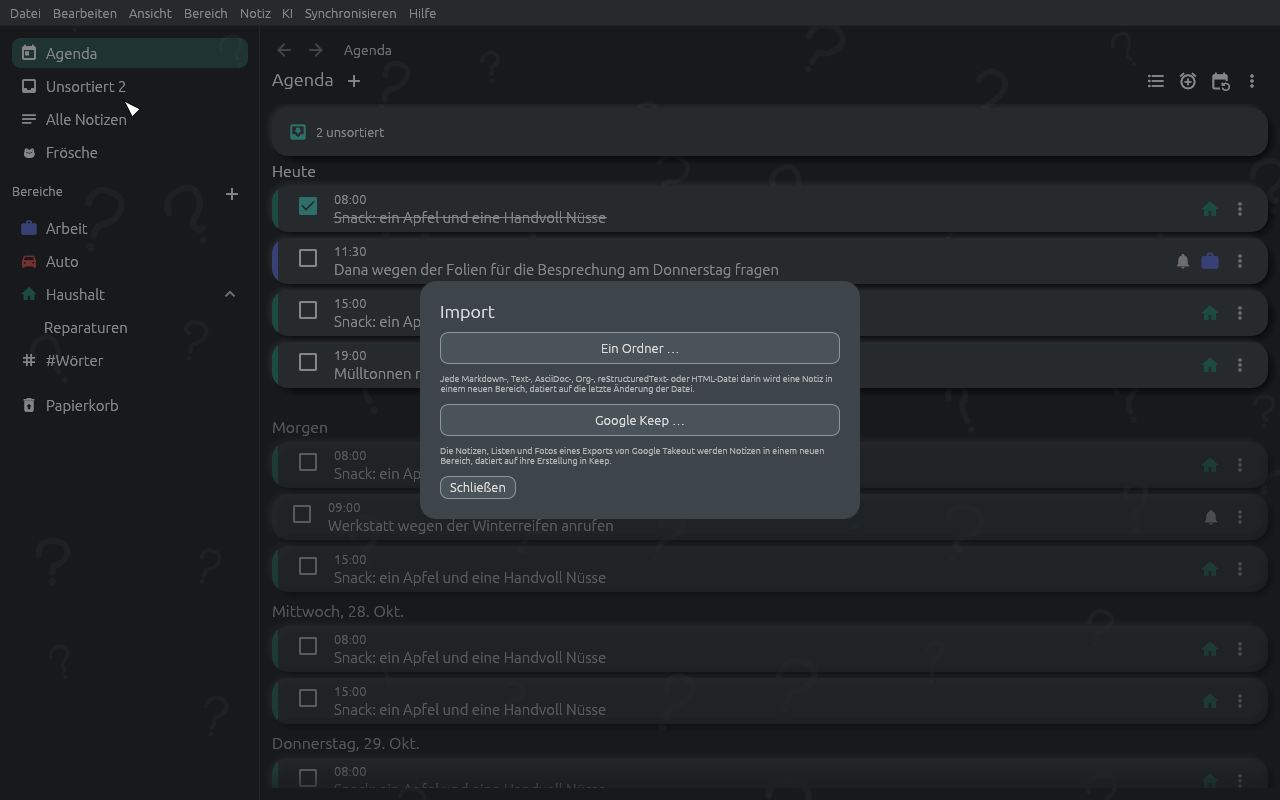 Datei Bearbeiten Ansicht Bereich Notiz KI Synchronisieren Hilfe
Agenda
Unsortiert 2
Alle Notizen
Frösche
Bereiche
Arbeit
Auto
Haushalt
Reparaturen
#Wörter
Papierkorb
Agenda
Agenda
2 unsortiert
Heute
08:00
Snack: ein Apfel und eine Handvoll Nüsse
11:30
Dana wegen der Folien für die Besprechung am Donnerstag fragen
15:00
Snack: ein Ap
19:00
Mülltonnen
Morgen
08:00
Snack: ein Ap
09:00
Werkstatt wegen der Winterreifen anrufen
15:00
Snack: ein Apfel und eine Handvoll Nüsse
Mittwoch, 28. Okt.
08:00
Snack: ein Apfel und eine Handvoll Nüsse
15:00
Snack: ein Apfel und eine Handvoll Nüsse
Donnerstag, 29. Okt.
08:00
Import
Ein Ordner …
Jede Markdown-, Text-, AsciiDoc-, Org-, reStructuredText- oder HTML-Datei darin wird eine Notiz in
einem neuen Bereich, datiert auf die letzte Änderung der Datei.
Google Keep …
Die Notizen, Listen und Fotos eines Exports von Google Takeout werden Notizen in einem neuen
Bereich, datiert auf ihre Erstellung in Keep.
Schließen